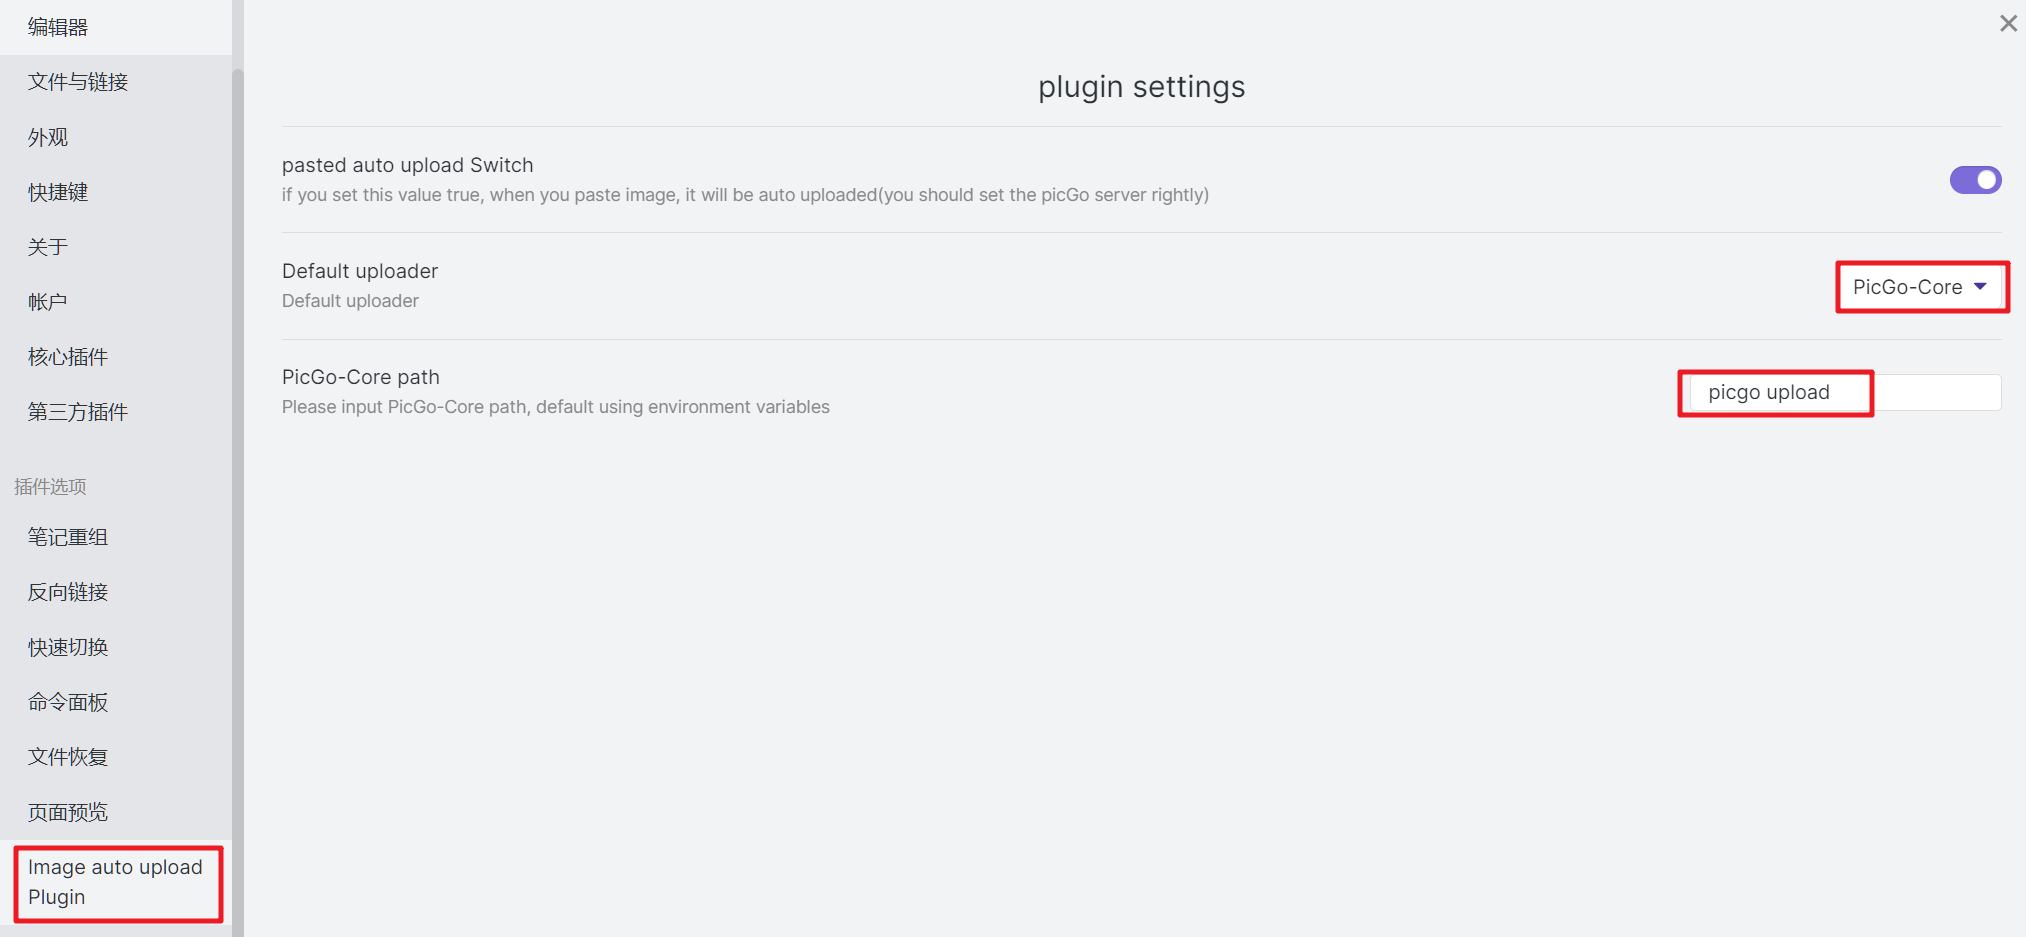 编辑器
文件与链接
外观
快捷键
关于
帐户
核心插件
第三方插件
插件选项
笔记重组
反向链接
快速切换
命令面板
文件恢复
页面预览
Image auto upload
Plugin
plugin settings
pasted auto upload Switch
if you set this value true, when you paste image, it will be auto uploaded(you should set the picGo server rightly)
Default uploader
Default uploader
PicGo-Core
PicGo-Core path
Please input PicGo-Core path, default using environment variables
picgo upload